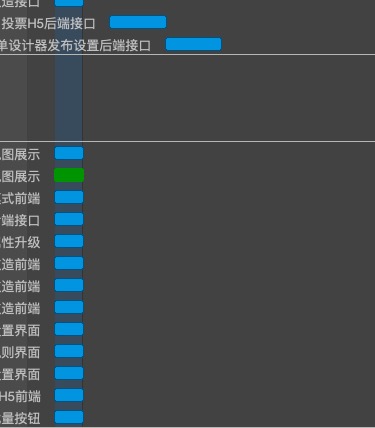 造接口
投票H5后端接口
单设计器发布设置后端接口
图展示
图展示
式前端
端接口
性升级
造前端
造前端
造前端
置界面
则界面
置界面
H5前端
量按钮